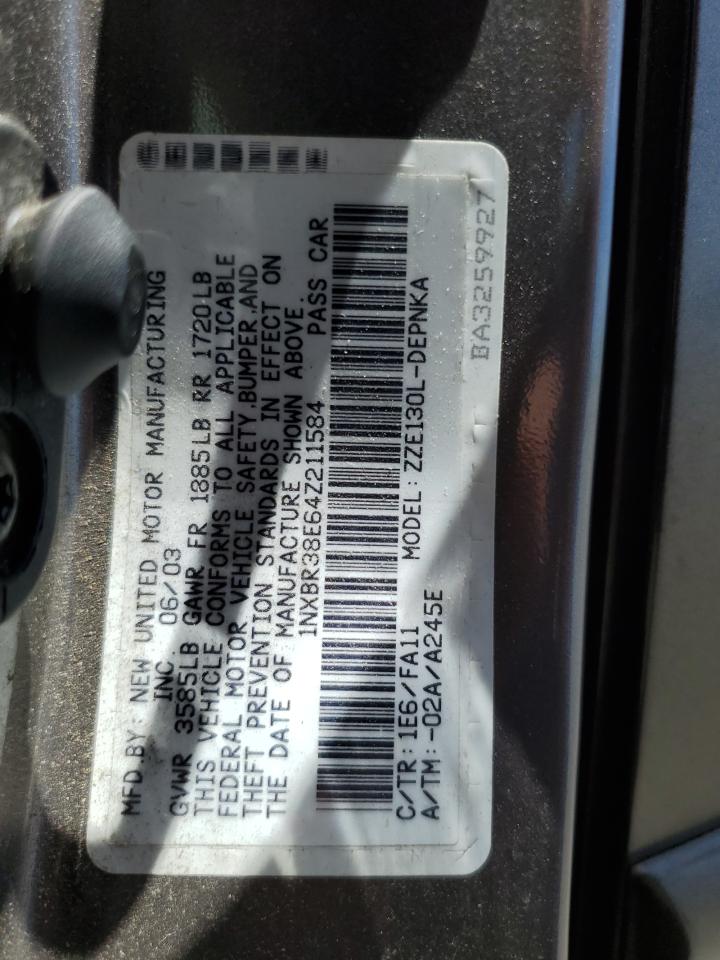 MFD.BY: NEW UNITED MOTOR MANUFACTURING
INC. 06/03
GVWR 3585LB GAWR FR 1885LB RR 1720LB
THIS VEHICLE CONFORMS TO ALL APPLICABLE
FEDERAL MOTOR VEHICLE SAFETY,BUMPER,AND
THEFT PREVENTION STANDARDS IN EFFECT ON
THE DATE OF MANUFACTURE SHOWN ABOVE.
1NXBR38E64Z211584 PASS CAR
C/TR:1E6/FA11 MODEL:ZZE130L-DEPNKA
A/TM:-02A/A245E
BA3259927